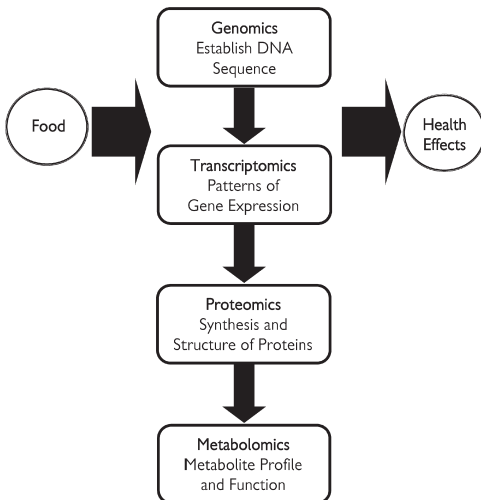 Genomics
Establish DNA
Sequence
Food
Health
Effects
Transcriptomics
Patterns of
Gene Expression
Proteomics
Synthesis and
Structure of Proteins
Metabolomics
Metabolite Profile
and Function